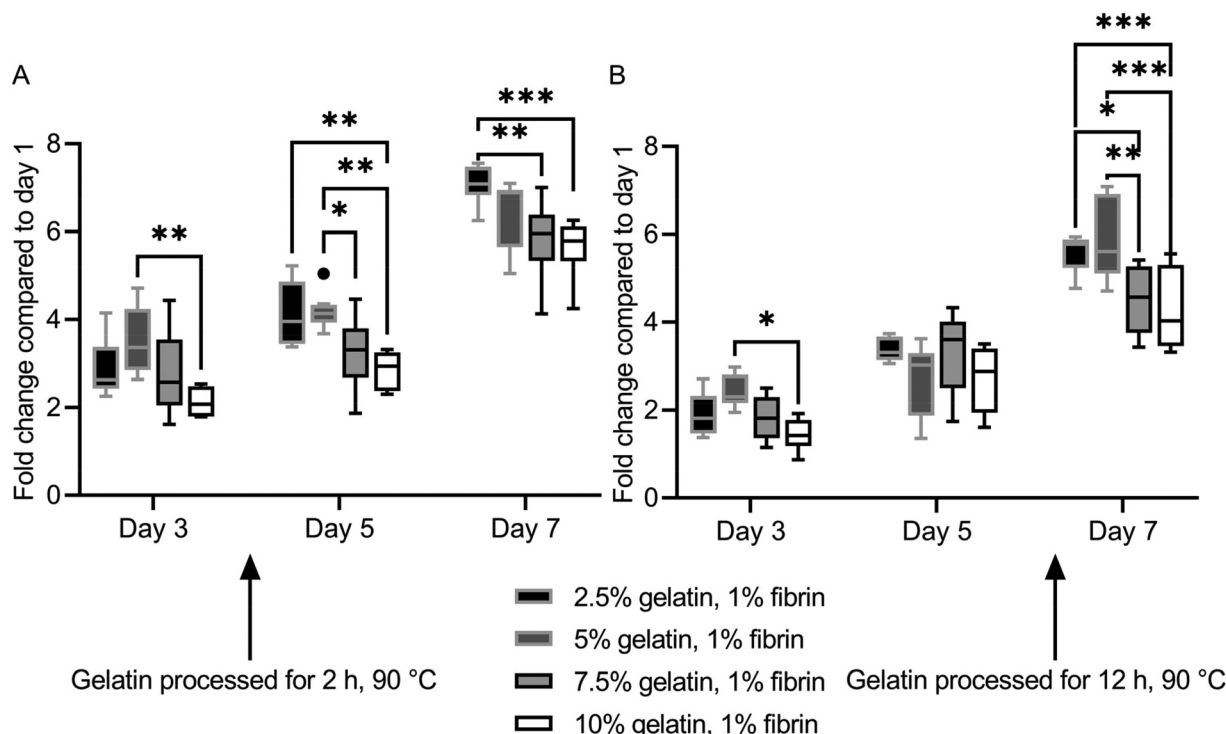 A
Fold change compared to day 1
8
6
4
2
0
**
**
**
*
***
**
Day 3
Day 5
Day 7
Gelatin processed for 2 h, 90 °C
B
Fold change compared to day 1
8
6
4
2
0
*
***
***
*
**
Day 3
Day 5
Day 7
Gelatin processed for 12 h, 90 °C
2.5% gelatin, 1% fibrin
5% gelatin, 1% fibrin
7.5% gelatin, 1% fibrin
10% gelatin, 1% fibrin